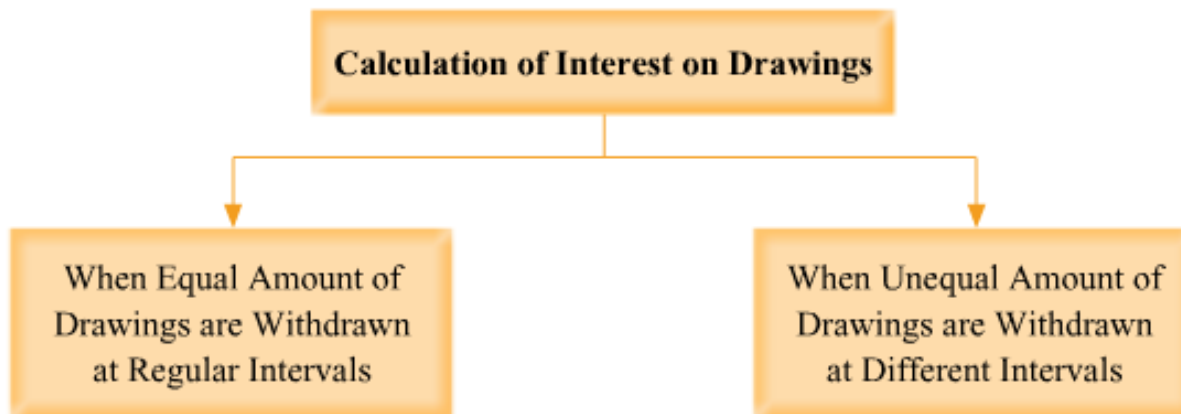 Calculation of Interest on Drawings
When Equal Amount of
Drawings are Withdrawn
at Regular Intervals
When Unequal Amount of
Drawings are Withdrawn
at Different Intervals